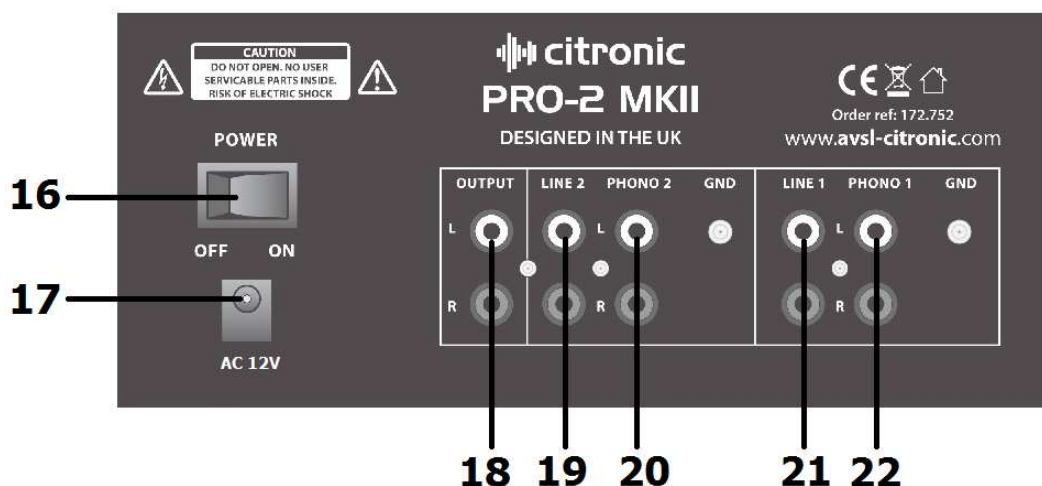 CAUTION
DO NOT OPEN. NO USER
SERVICABLE PARTS INSIDE.
RISK OF ELECTRIC SHOCK
citronic
PRO-2 MKII
DESIGNED IN THE UK
CE
Order ref: 172.752
www.avsl-citronic.com
POWER
16
OFF ON
17
AC 12V
OUTPUT LINE 2 PHONO 2 GND LINE 1 PHONO 1 GND
L L L
R R R
18 19 20 21 22